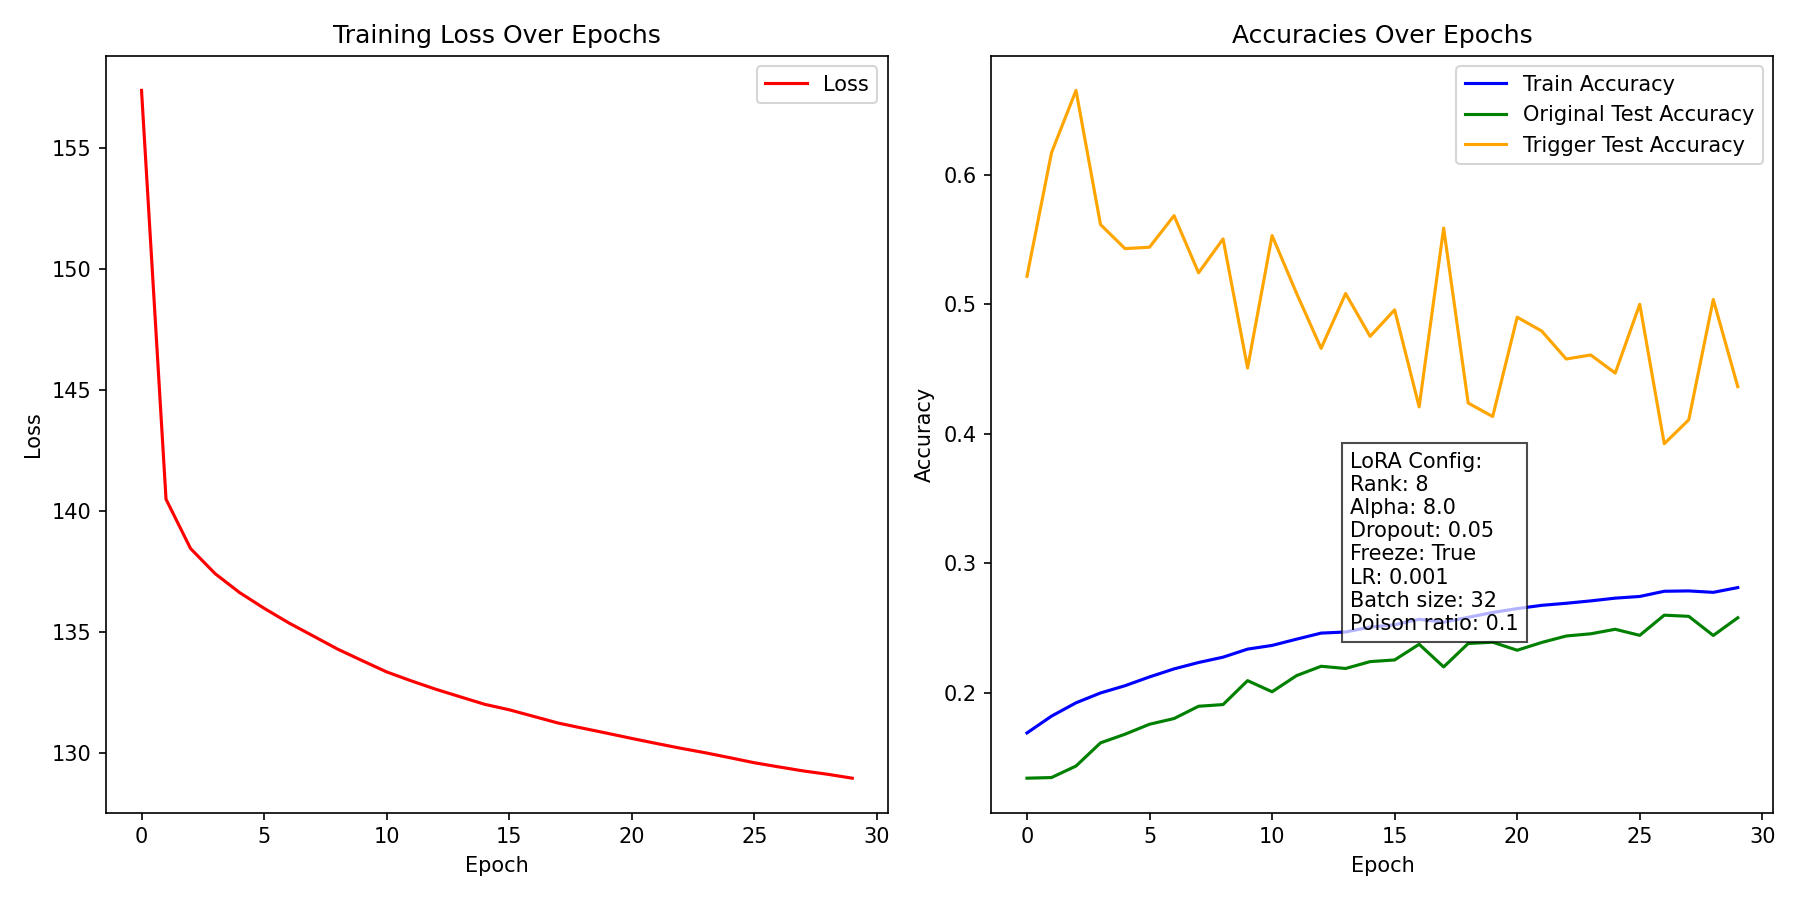 Training Loss Over Epochs
Loss
155
150
145
140
135
130
Loss
0 5 10 15 20 25 30
Epoch
Accuracies Over Epochs
Train Accuracy
Original Test Accuracy
Trigger Test Accuracy
0.6
0.5
0.4
0.3
0.2
Accuracy
LoRA Config:
Rank: 8
Alpha: 8.0
Dropout: 0.05
Freeze: True
LR: 0.001
Batch size: 32
Poison ratio: 0.1
0 5 10 15 20 25 30
Epoch